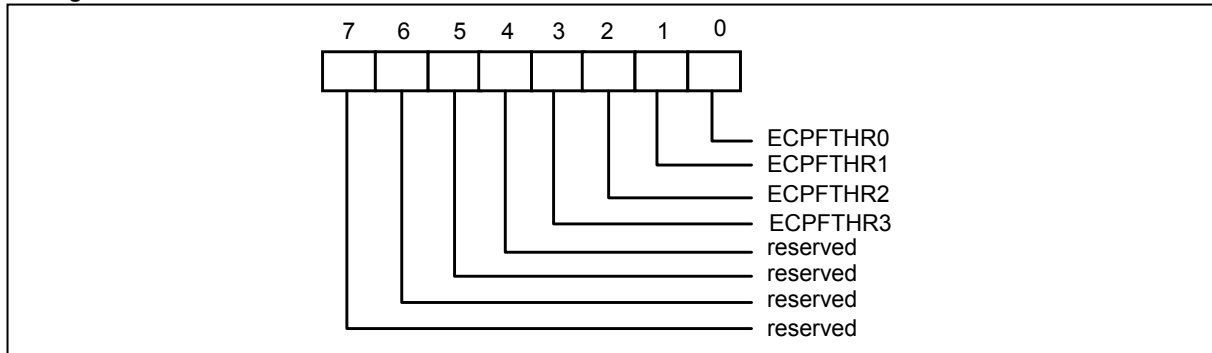 7 6 5 4 3 2 1 0
ECPFTHR0
ECPFTHR1
ECPFTHR2
ECPFTHR3
reserved
reserved
reserved
reserved